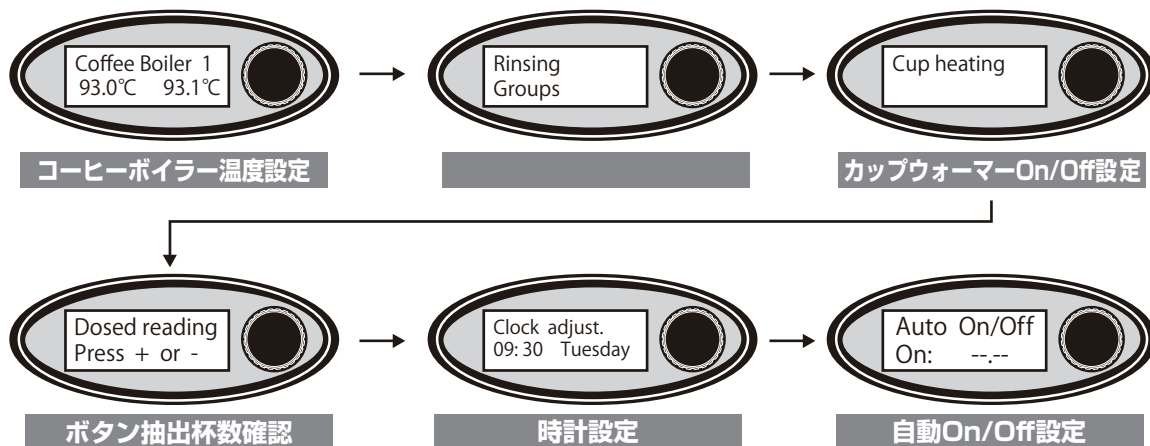 Coffee Boiler 1
93.0℃ 93.1℃
コーヒーボイラー温度設定
Rinsing
Groups
Cup heating
カップウォーマーOn/Off設定
Dosed reading
Press + or -
ボタン抽出杯数確認
Clock adjust.
09:30 Tuesday
時計設定
Auto On/Off
On: --.--
自動On/Off設定